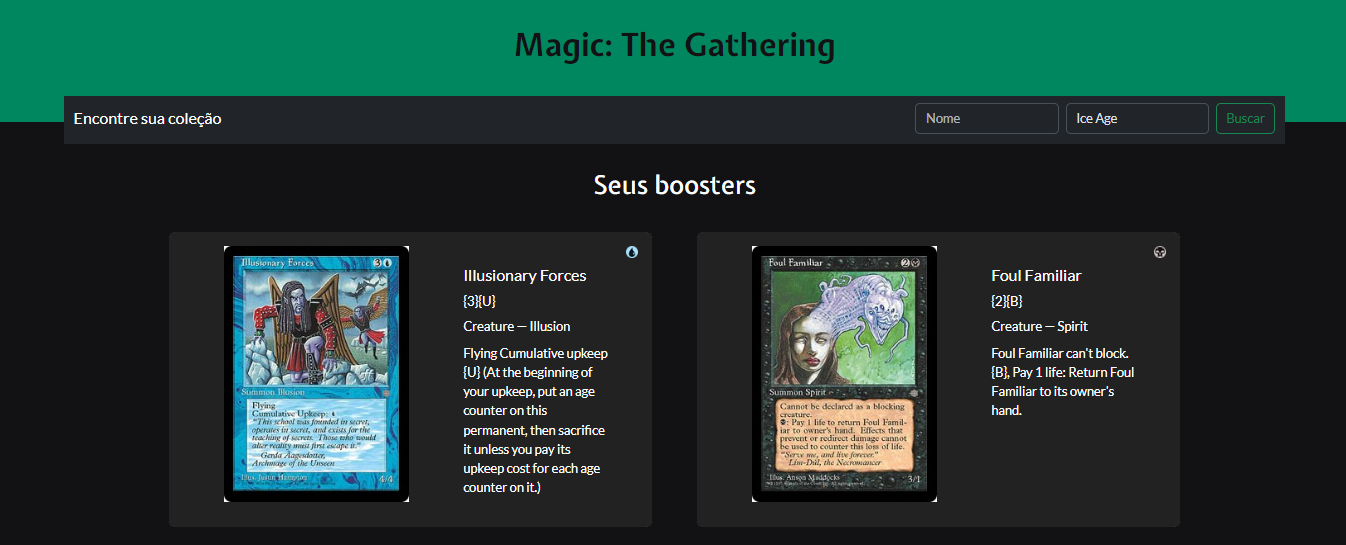 Magic: The Gathering
Encontre sua coleção
Nome
Ice Age
Buscar
Seus boosters
Illusionary Forces
Summon Illusion
Flying
Cumulative Upkeep:
"This school was founded in secret,
operates in secret, and exists for the
teaching of secrets. Those who would
alter reality must first escape it."
Gerda Äagesdotter,
Archmage of the Unseen
Illus. Justin Hampton
4/4
Illusionary Forces
{3}{U}
Creature — Illusion
Flying Cumulative upkeep
{U} (At the beginning of
your upkeep, put an age
counter on this
permanent, then sacrifice
it unless you pay its
upkeep cost for each age
counter on it.)
Foul Familiar
2
Summon Spirit
Cannot be declared as a blocking
creature.
: Pay 1 life to return Foul Famil-
iar to owner's hand. Effects that
prevent or redirect damage cannot
be used to counter this loss of life.
"Serve me, and live forever."
Lim-Dûl, the Necromancer
Illus. Anson Maddocks
3/1
Foul Familiar
{2}{B}
Creature — Spirit
Foul Familiar can't block.
{B}, Pay 1 life: Return Foul
Familiar to its owner's
hand.